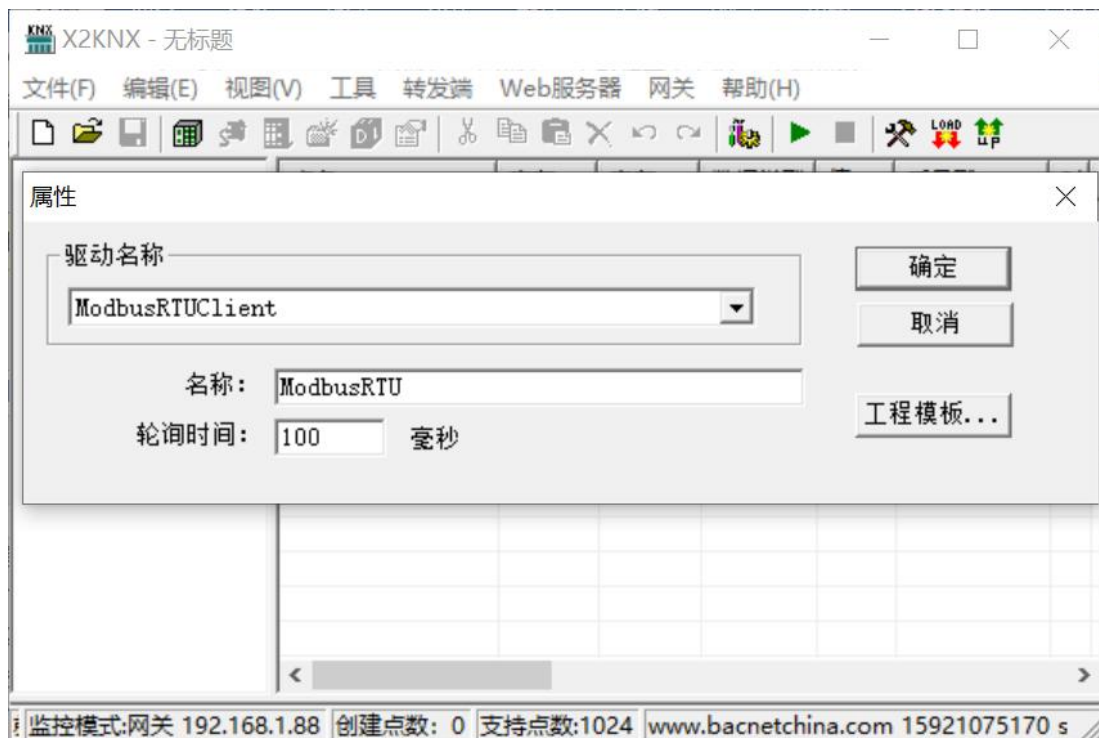 KNX X2KNX - 无标题
文件(F) 编辑(E) 视图(V) 工具 转发端 Web服务器 网关 帮助(H)
LOAD UP
属性
驱动名称
确定
ModbusRTUClient
取消
名称: ModbusRTU
工程模板...
轮询时间: 100 毫秒
监控模式:网关 192.168.1.88 创建点数: 0 支持点数:1024 www.bacnetchina.com 15921075170 s